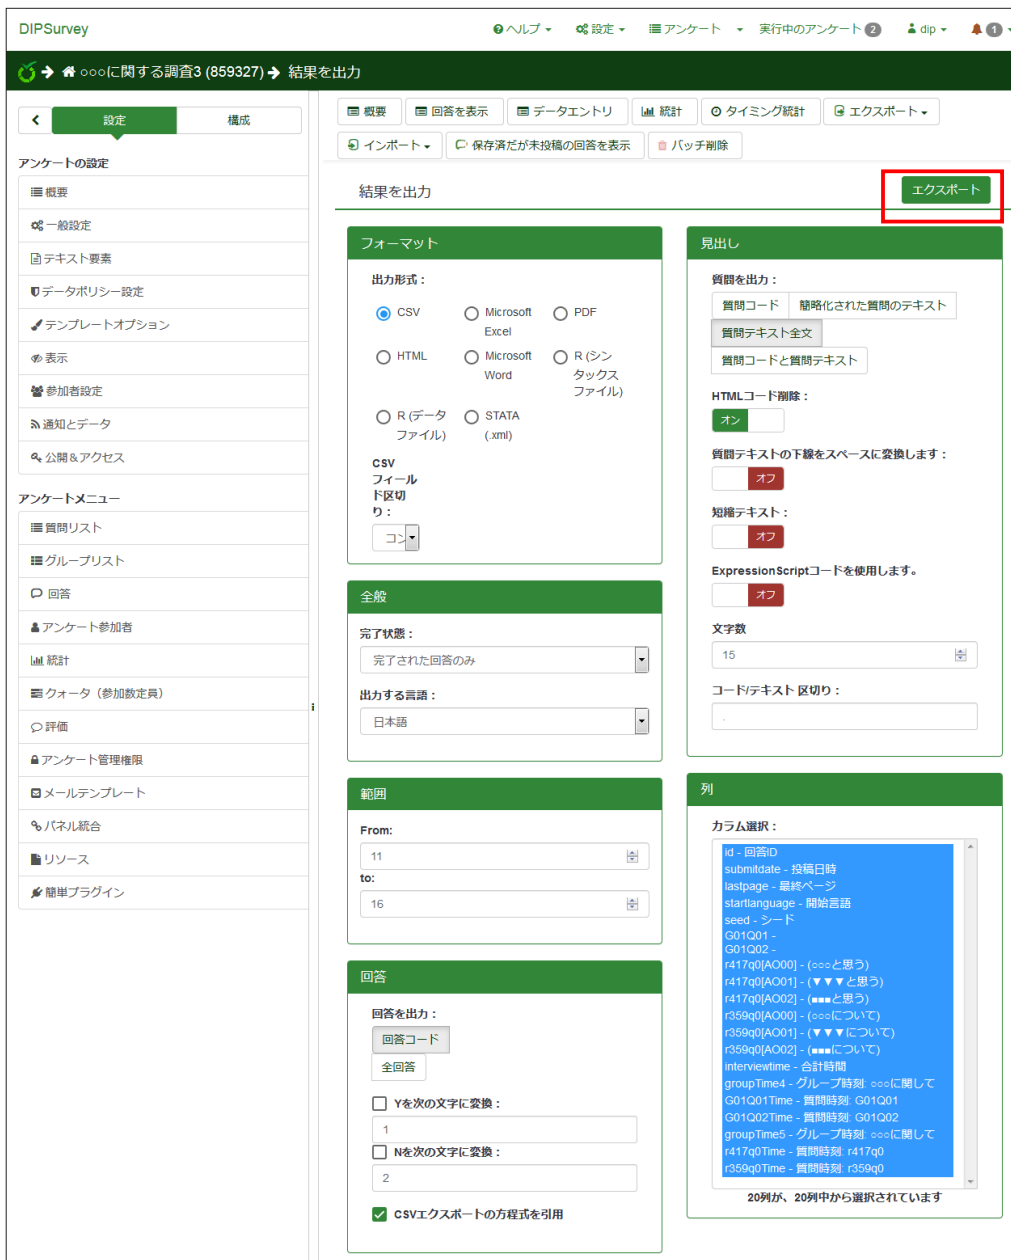 DIPSurvey
ヘルプ
設定
アンケート
実行中のアンケート 2
dip
1
○○○に関する調査3 (859327) 結果を出力
設定
構成
アンケートの設定
概要
一般設定
テキスト要素
データポリシー設定
テンプレートオプション
表示
参加者設定
通知とデータ
公開＆アクセス
アンケートメニュー
質問リスト
グループリスト
回答
アンケート参加者
統計
クォータ（参加数定員）
評価
アンケート管理権限
メールテンプレート
パネル統合
リソース
簡単プラグイン
概要
回答を表示
データエントリ
統計
タイミング統計
エクスポート
インポート
保存済だが未投稿の回答を表示
バッチ削除
結果を出力
エクスポート
フォーマット
出力形式：
CSV
Microsoft
Excel
PDF
HTML
Microsoft
Word
R (シン
タックス
ファイル)
R (データ
ファイル)
STATA
(.xml)
CSV
フィール
ド区切
り：
コン
全般
完了状態：
完了された回答のみ
出力する言語：
日本語
範囲
From:
11
to:
16
回答
回答を出力：
回答コード
全回答
Yを次の文字に変換：
1
Nを次の文字に変換：
2
CSVエクスポートの方程式を引用
見出し
質問を出力：
質問コード
簡略化された質問のテキスト
質問テキスト全文
質問コードと質問テキスト
HTMLコード削除：
オン
質問テキストの下線をスペースに変換します：
オフ
短縮テキスト：
オフ
ExpressionScriptコードを使用します。
オフ
文字数
15
コード/テキスト 区切り：
.
列
カラム選択：
id - 回答ID
submitdate - 投稿日時
lastpage - 最終ページ
startlanguage - 開始言語
seed - シード
G01Q01 -
G01Q02 -
r417q0[AO00] - (○○○と思う)
r417q0[AO01] - (▼▼▼と思う)
r417q0[AO02] - (■■■と思う)
r359q0[AO00] - (○○○について)
r359q0[AO01] - (▼▼▼について)
r359q0[AO02] - (■■■について)
interviewtime - 合計時間
groupTime4 - グループ時刻: ○○○に関して
G01Q01Time - 質問時刻: G01Q01
G01Q02Time - 質問時刻: G01Q02
groupTime5 - グループ時刻: ○○○に関して
r417q0Time - 質問時刻: r417q0
r359q0Time - 質問時刻: r359q0
20列が、20列中から選択されています